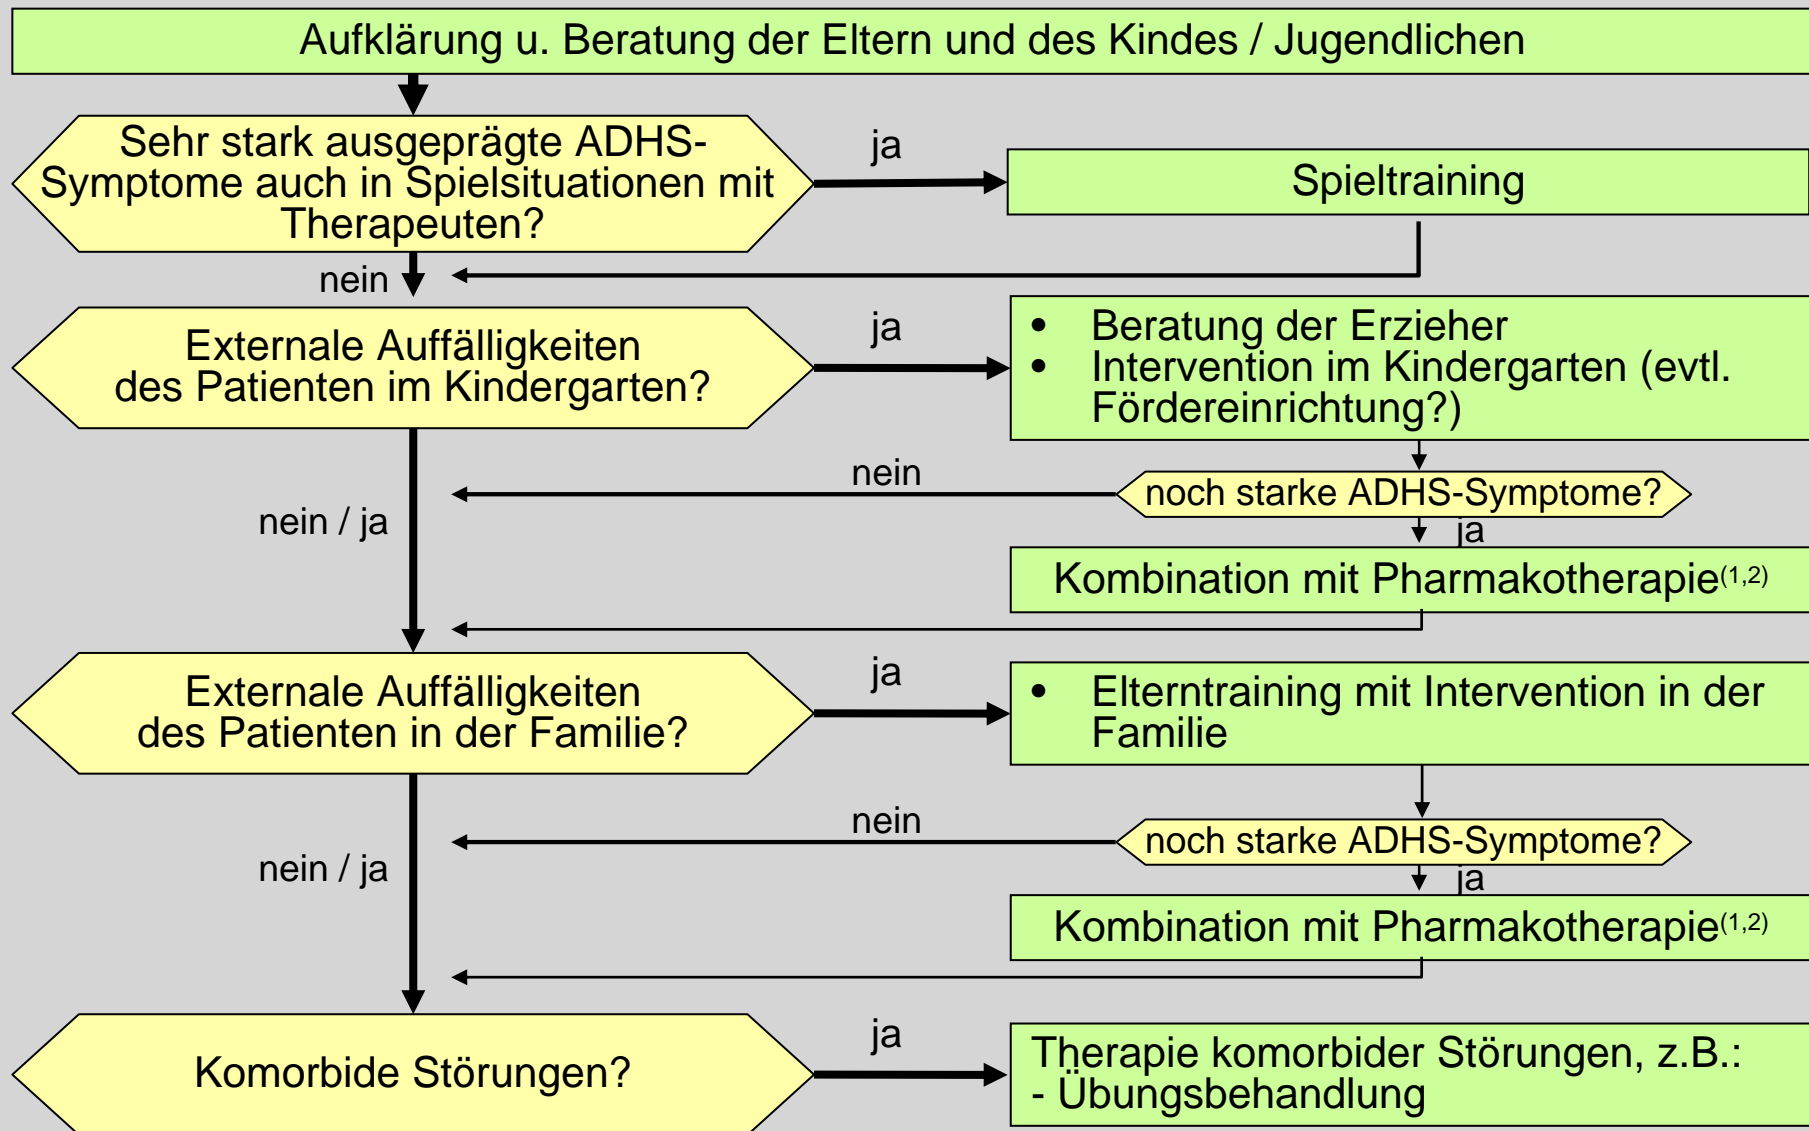 Aufklärung u. Beratung der Eltern und des Kindes / Jugendlichen
Sehr stark ausgeprägte ADHS-
Symptome auch in Spielsituationen mit
Therapeuten?
ja
Spieltraining
nein
Externale Auffälligkeiten
des Patienten im Kindergarten?
ja
• Beratung der Erzieher
• Intervention im Kindergarten (evtl.
Fördereinrichtung?)
nein
noch starke ADHS-Symptome?
nein / ja
ja
Kombination mit Pharmakotherapie(1,2)
Externale Auffälligkeiten
des Patienten in der Familie?
ja
• Elterntraining mit Intervention in der
Familie
nein
noch starke ADHS-Symptome?
nein / ja
ja
Kombination mit Pharmakotherapie(1,2)
Komorbide Störungen?
ja
Therapie komorbider Störungen, z.B.:
- Übungsbehandlung